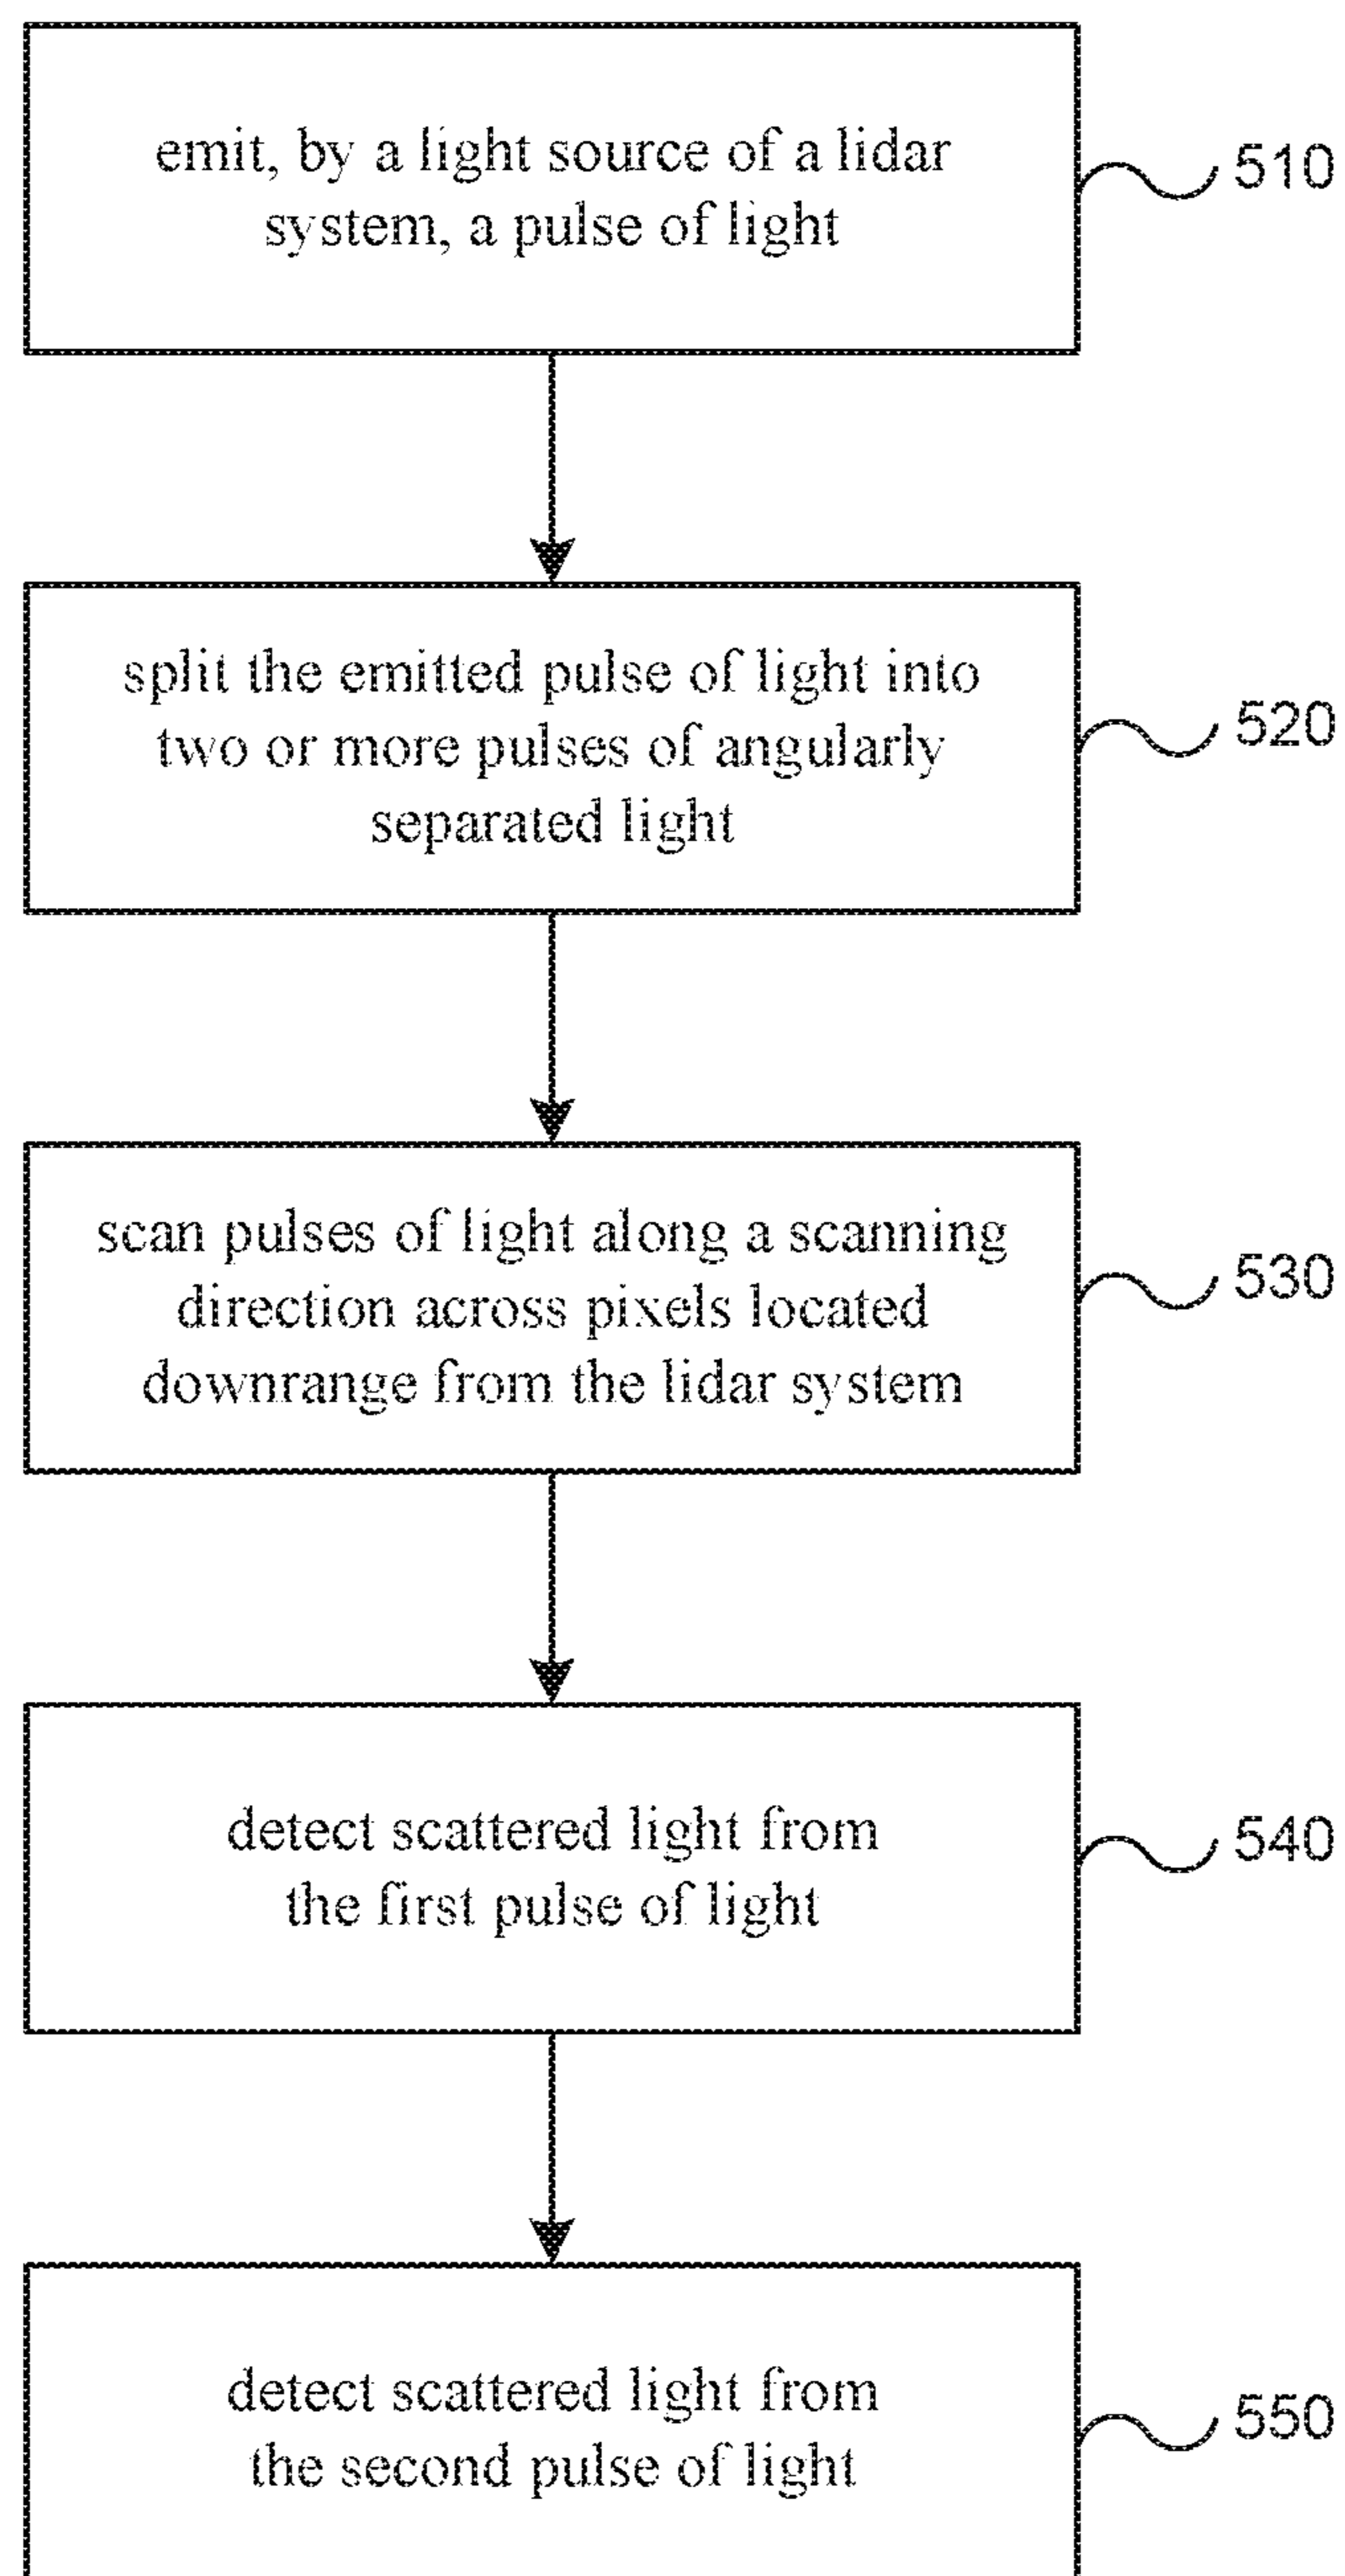 emit, by a light source of a lidar
system, a pulse of light
510
split the emitted pulse of light into
two or more pulses of angularly
separated light
520
scan pulses of light along a scanning
direction across pixels located
downrange from the lidar system
530
detect scattered light from
the first pulse of light
540
detect scattered light from
the second pulse of light
550